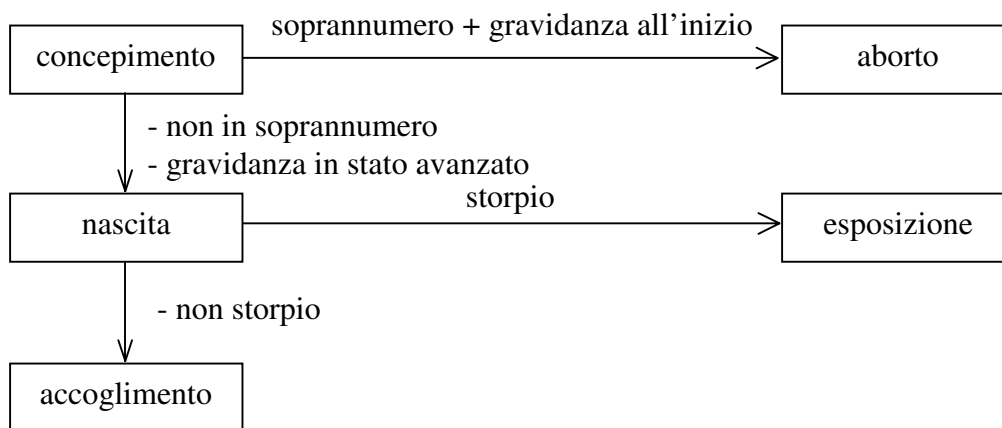 soprannumero + gravidanza all'inizio
concepimento
aborto
- non in soprannumero
- gravidanza in stato avanzato
storpio
nascita
esposizione
- non storpio
accoglimento